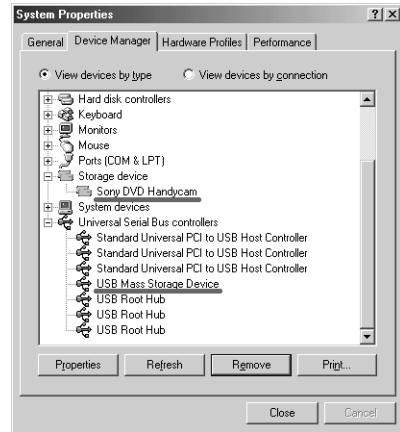 System Properties
General Device Manager Hardware Profiles Performance
View devices by type View devices by connection
Hard disk controllers
Keyboard
Monitors
Mouse
Ports (COM & LPT)
Storage device
Sony DVD Handycam
System devices
Universal Serial Bus controllers
Standard Universal PCI to USB Host Controller
Standard Universal PCI to USB Host Controller
Standard Universal PCI to USB Host Controller
USB Mass Storage Device
USB Root Hub
USB Root Hub
USB Root Hub
Properties Refresh Remove Print...
Close Cancel